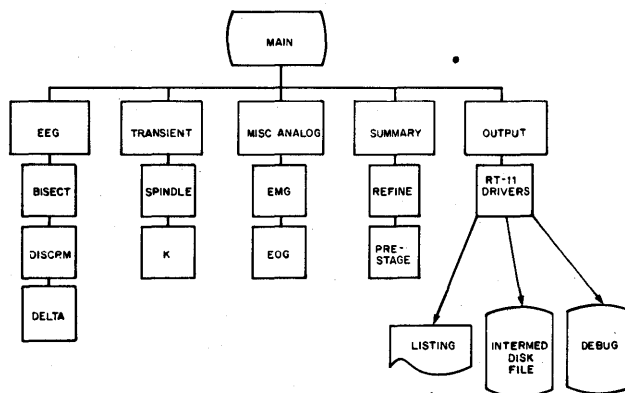 MAIN
EEG
TRANSIENT
MISC ANALOG
SUMMARY
OUTPUT
BISECT
SPINDLE
EMG
REFINE
RT-11
DRIVERS
DISCRM
K
EOG
PRE-
STAGE
DELTA
LISTING
INTERMED
DISK
FILE
DEBUG